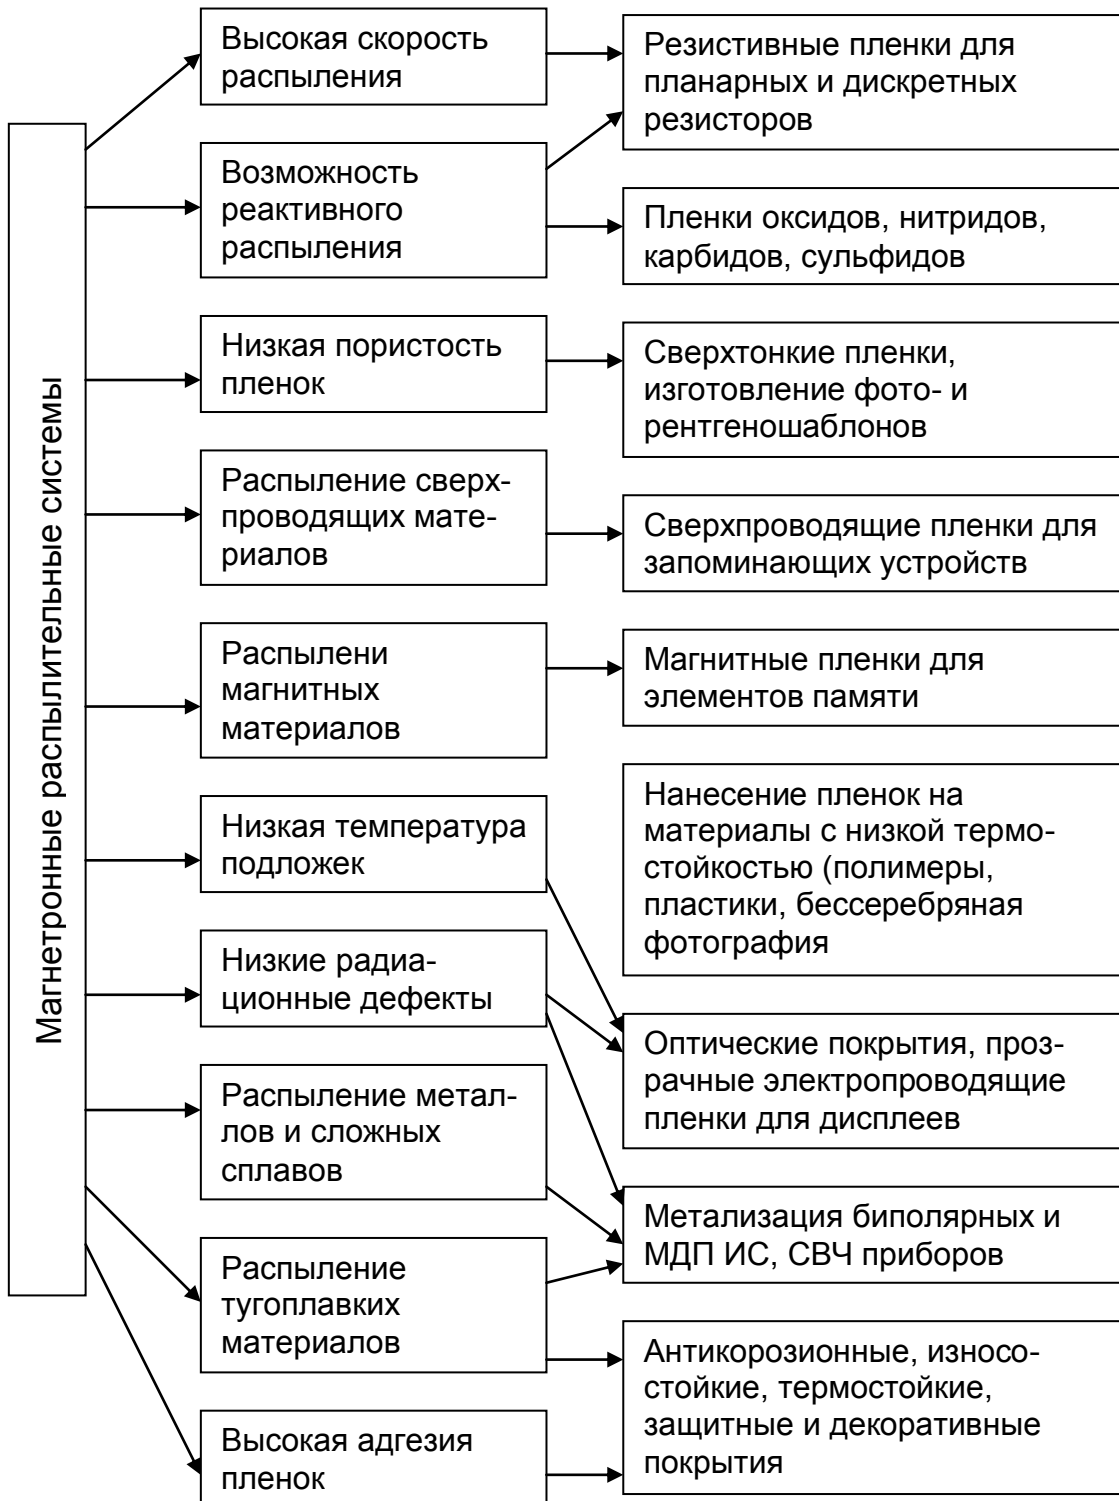 Магнетронные распылительные системы
Высокая скорость
распыления
Возможность
реактивного
распыления
Низкая пористость
пленок
Распыление сверх-
проводящих мате-
риалов
Распылени
магнитных
материалов
Низкая температура
подложек
Низкие радиа-
ционные дефекты
Распыление метал-
лов и сложных
сплавов
Распыление
тугоплавких
материалов
Высокая адгезия
пленок
Резистивные пленки для
планарных и дискретных
резисторов
Пленки оксидов, нитридов,
карбидов, сульфидов
Сверхтонкие пленки,
изготовление фото- и
рентгеношаблонов
Сверхпроводящие пленки для
запоминающих устройств
Магнитные пленки для
элементов памяти
Нанесение пленок на
материалы с низкой термо-
стойкостью (полимеры,
пластики, бессеребряная
фотография
Оптические покрытия, проз-
рачные электропроводящие
пленки для дисплеев
Метализация биполярных и
МДП ИС, СВЧ приборов
Антикорозионные, износо-
стойкие, термостойкие,
защитные и декоративные
покрытия